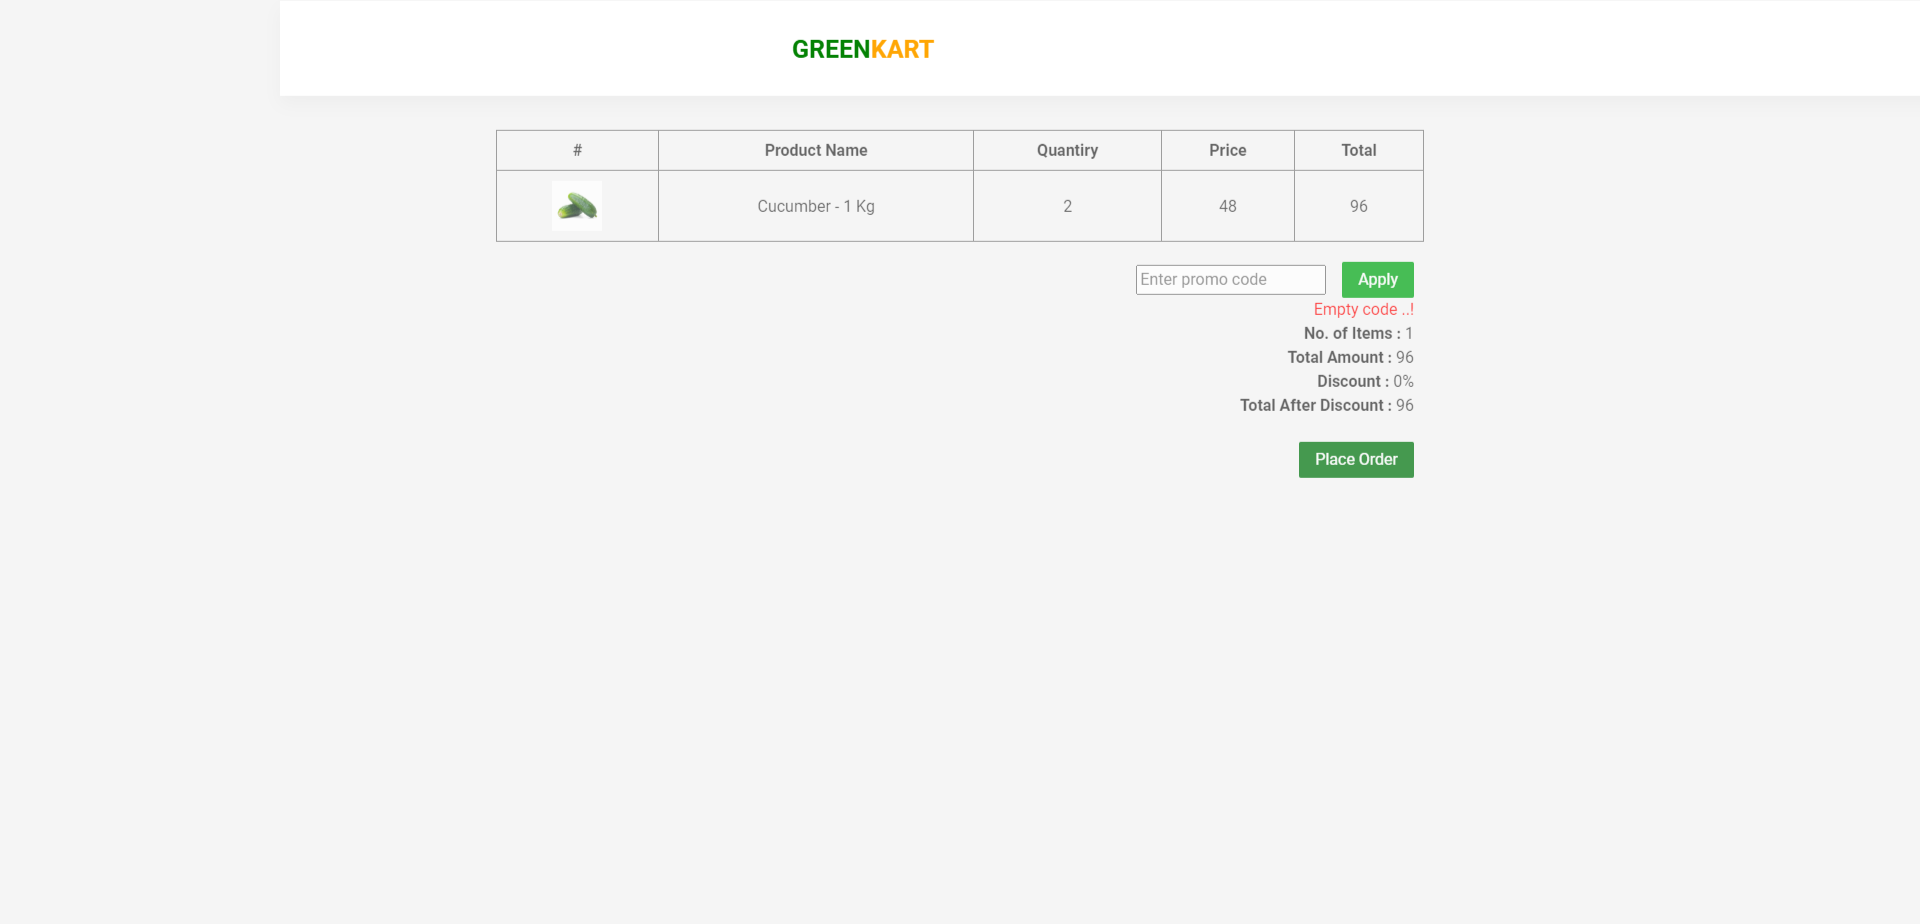 GREENKART
# Product Name Quantiry Price Total
Cucumber - 1 Kg 2 48 96
Enter promo code Apply
Empty code ..!
No. of Items : 1
Total Amount : 96
Discount : 0%
Total After Discount : 96
Place Order